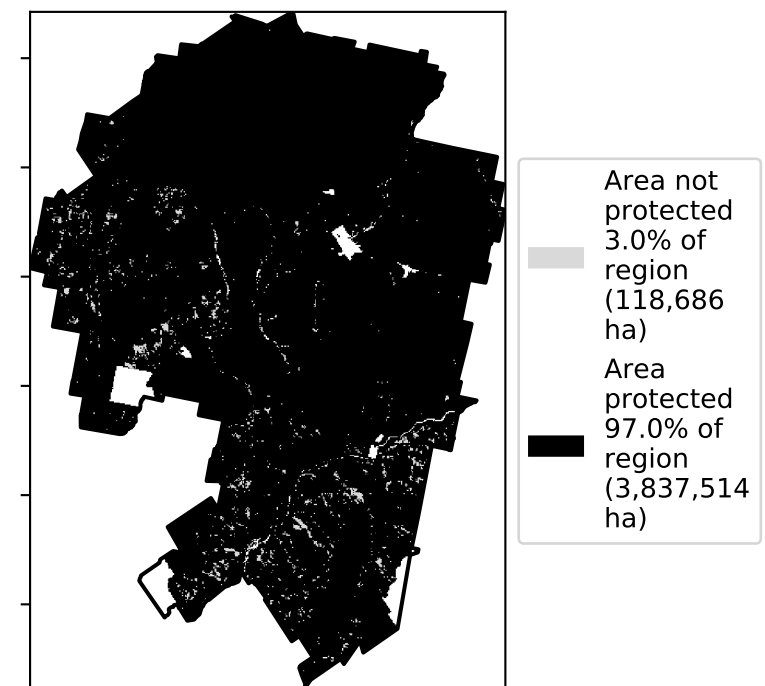 Area not
protected
3.0% of
region
(118,686
ha)
Area
protected
97.0% of
region
(3,837,514
ha)